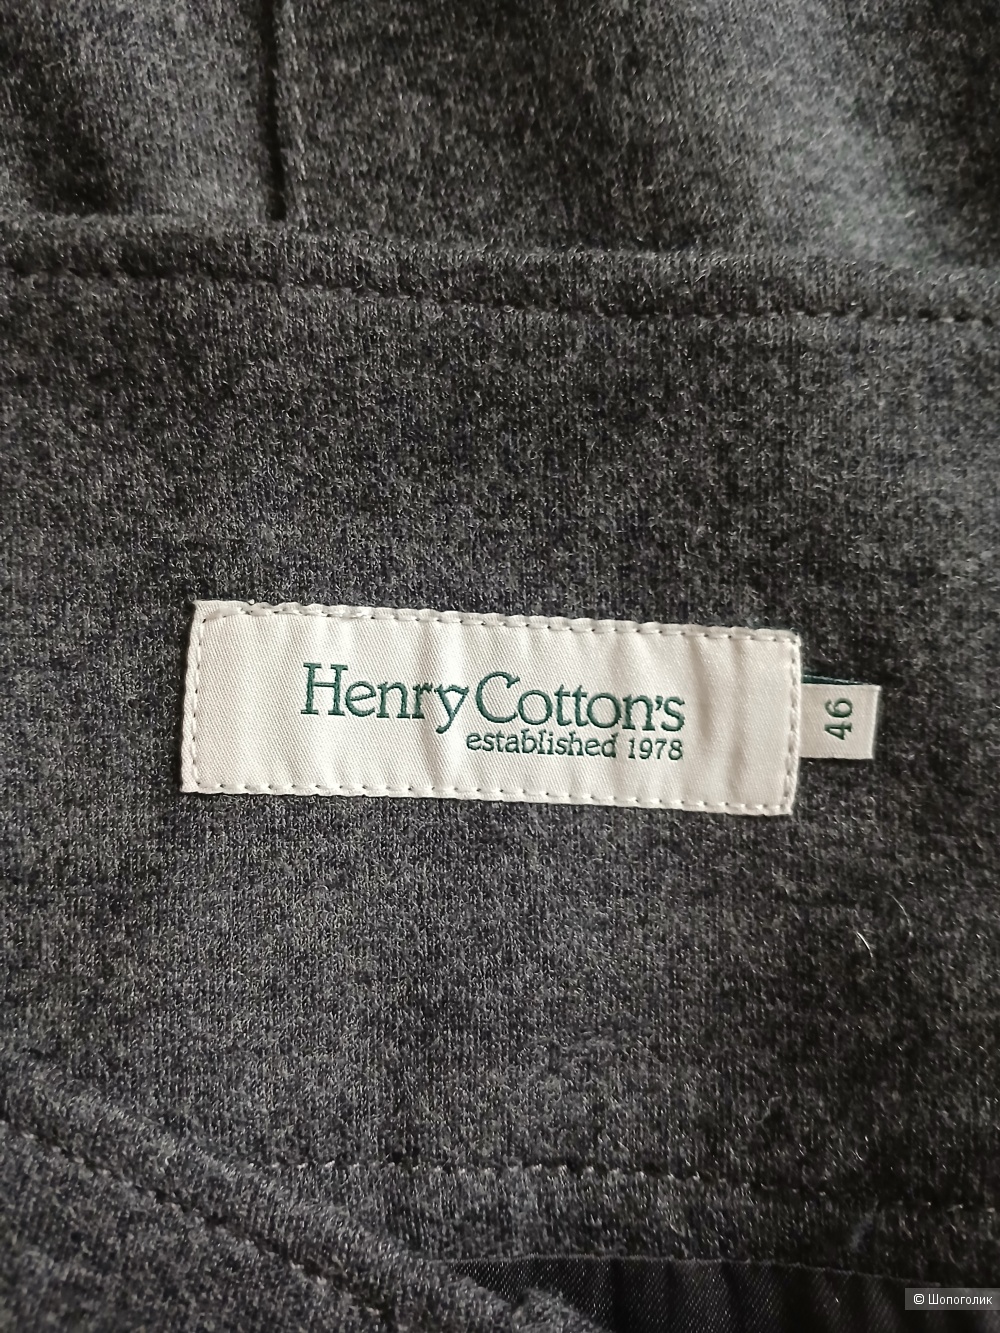 Henry Cotton's
established 1978
46
© Шопоголик